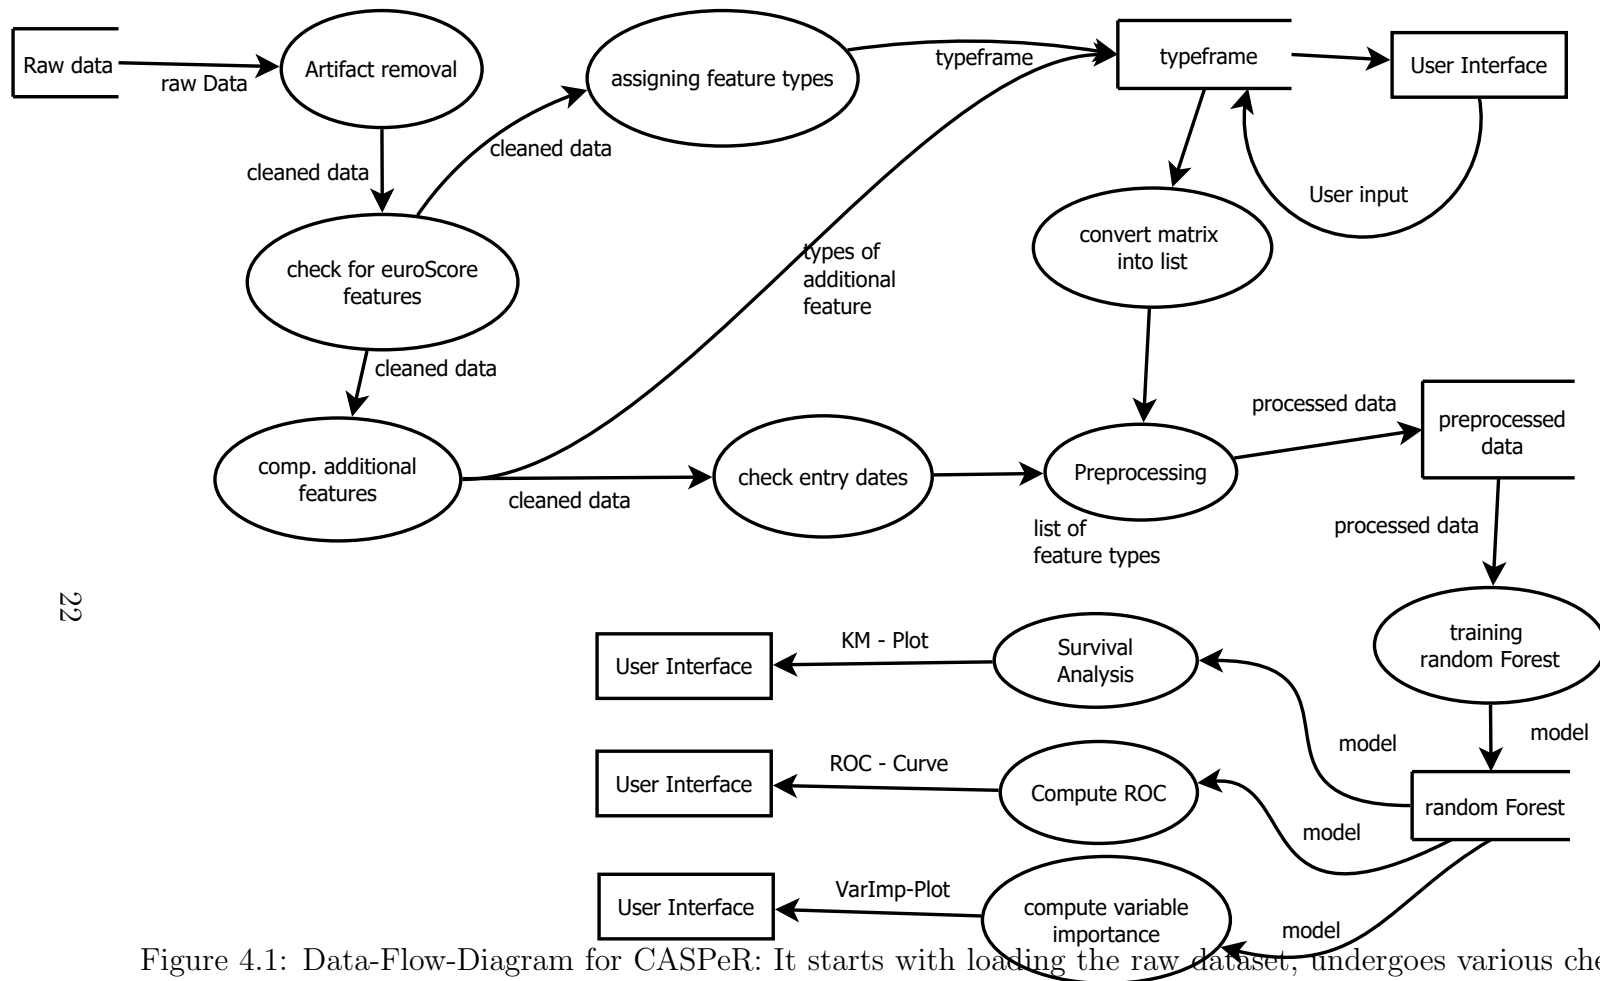 Raw data
raw Data
Artifact removal
assigning feature types
typeframe
typeframe
User Interface
cleaned data
cleaned data
User input
check for euroScore
features
types of
additional
feature
convert matrix
into list
cleaned data
comp. additional
features
cleaned data
check entry dates
Preprocessing
list of
feature types
processed data
preprocessed
data
processed data
training
random Forest
22
User Interface
KM - Plot
Survival
Analysis
model
model
User Interface
ROC - Curve
Compute ROC
model
random Forest
User Interface
VarImp-Plot
compute variable
importance
model
Figure 4.1: Data-Flow-Diagram for CASPeR: It starts with loading the raw dataset, undergoes various che